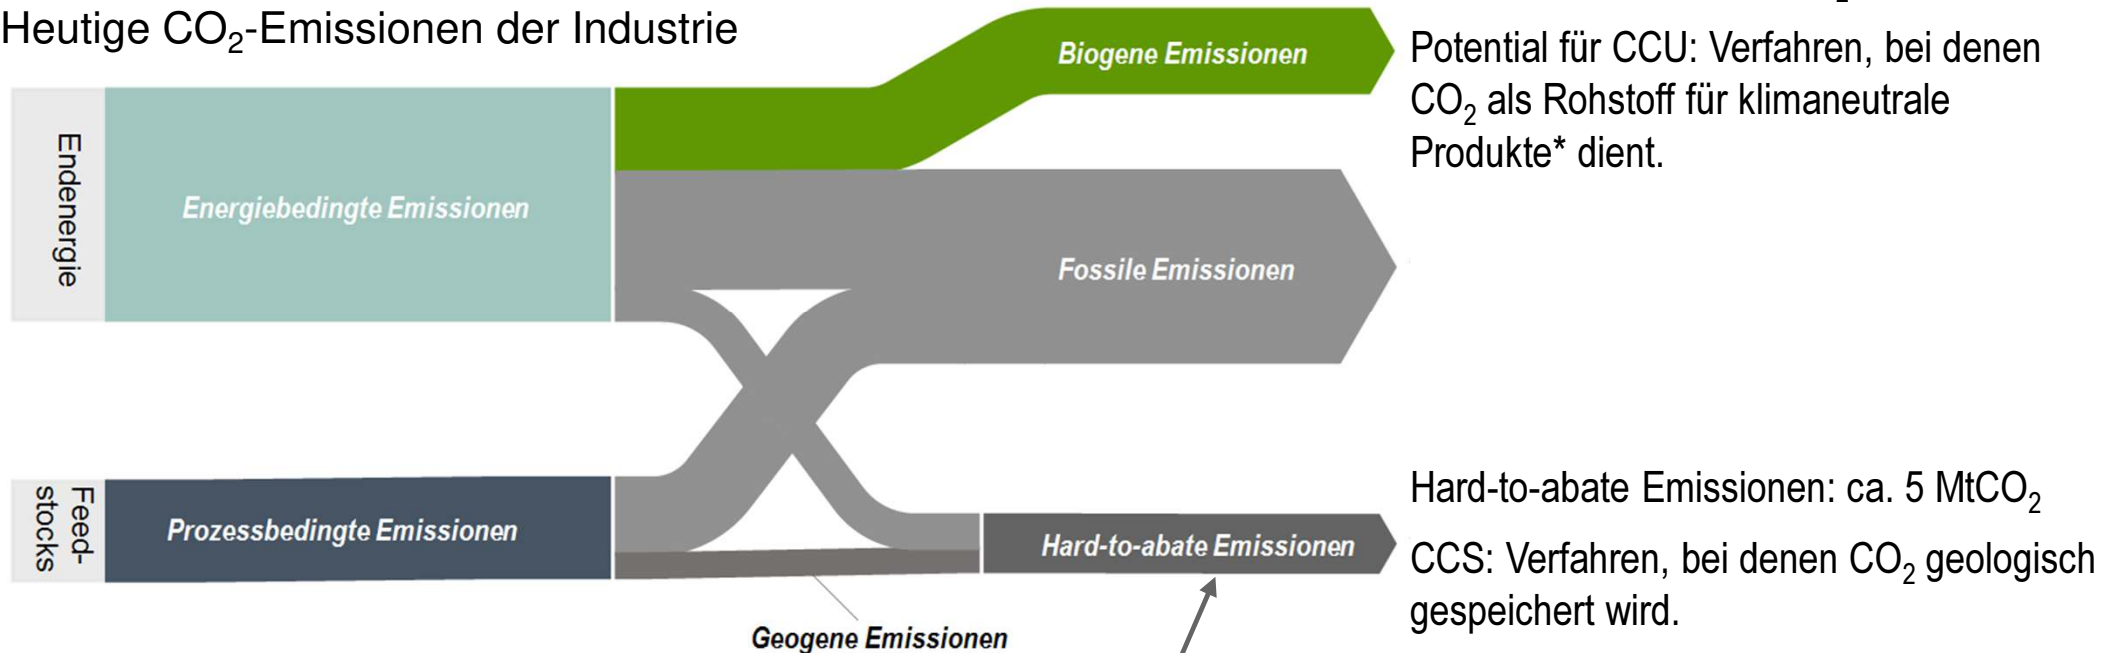 Heutige CO₂-Emissionen der Industrie
Biogene Emissionen
Potential für CCU: Verfahren, bei denen
CO₂ als Rohstoff für klimaneutrale
Produkte* dient.
Endenergie
Energiebedingte Emissionen
Fossile Emissionen
Feed-
stocks
Prozessbedingte Emissionen
Hard-to-abate Emissionen
Hard-to-abate Emissionen: ca. 5 MtCO₂
CCS: Verfahren, bei denen CO₂ geologisch
gespeichert wird.
Geogene Emissionen